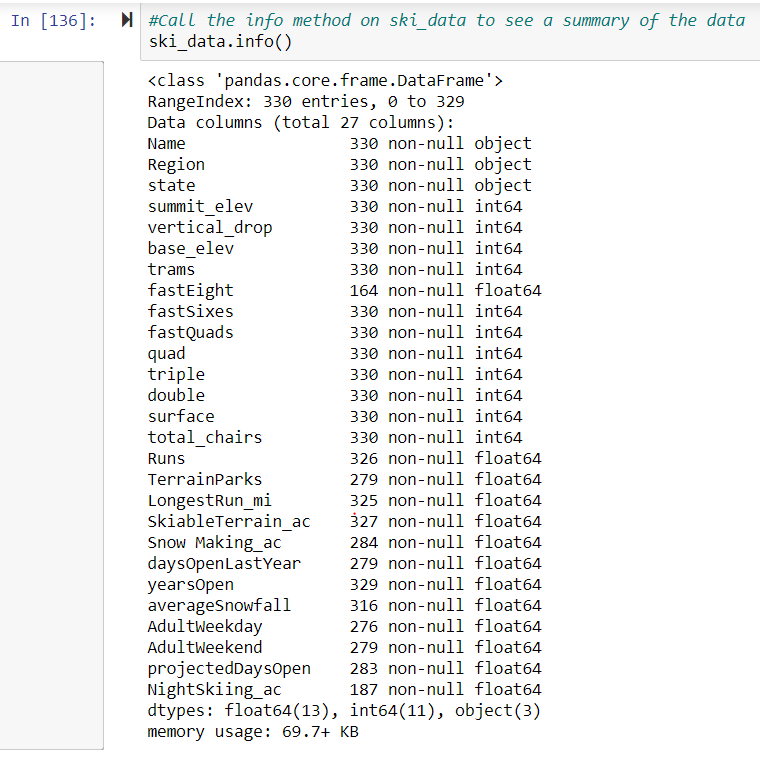 In [136]: #Call the info method on ski_data to see a summary of the data
ski_data.info()
<class 'pandas.core.frame.DataFrame'>
RangeIndex: 330 entries, 0 to 329
Data columns (total 27 columns):
Name                 330 non-null object
Region               330 non-null object
state                330 non-null object
summit_elev          330 non-null int64
vertical_drop        330 non-null int64
base_elev            330 non-null int64
trams                330 non-null int64
fastEight            164 non-null float64
fastSixes            330 non-null int64
fastQuads            330 non-null int64
quad                 330 non-null int64
triple               330 non-null int64
double               330 non-null int64
surface              330 non-null int64
total_chairs         330 non-null int64
Runs                 326 non-null float64
TerrainParks         279 non-null float64
LongestRun_mi        325 non-null float64
SkiableTerrain_ac    327 non-null float64
Snow Making_ac       284 non-null float64
daysOpenLastYear     279 non-null float64
yearsOpen            329 non-null float64
averageSnowfall      316 non-null float64
AdultWeekday         276 non-null float64
AdultWeekend         279 non-null float64
projectedDaysOpen    283 non-null float64
NightSkiing_ac       187 non-null float64
dtypes: float64(13), int64(11), object(3)
memory usage: 69.7+ KB